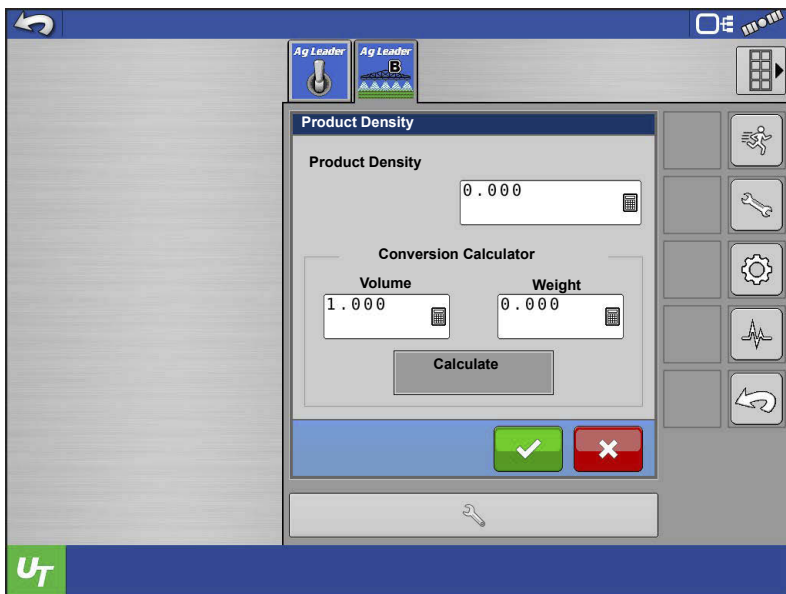 Ag Leader
Ag Leader
B
Product Density
Product Density
0.000
Conversion Calculator
Volume
Weight
1.000
0.000
Calculate
UT